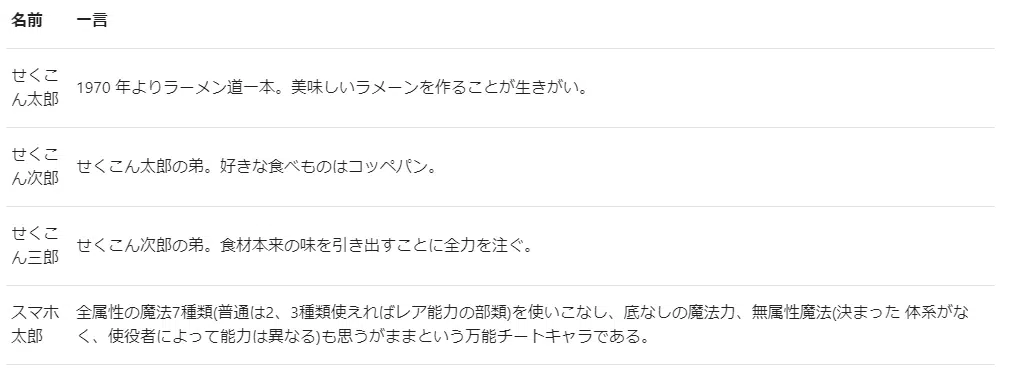 名前 一言
せくこ
ん太郎
1970 年よりラーメン道一本。美味しいラメーンを作ることが生きがい。
せくこ
ん次郎
せくこん太郎の弟。好きな食べものはコッペパン。
せくこ
ん三郎
せくこん次郎の弟。食材本来の味を引き出すことに全力を注ぐ。
スマホ
太郎
全属性の魔法7種類(普通は2、3種類使えればレア能力の部類)を使いこなし、底なしの魔法力、無属性魔法(決まった 体系がな
く、使役者によって能力は異なる)も思うがままという万能チートキャラである。